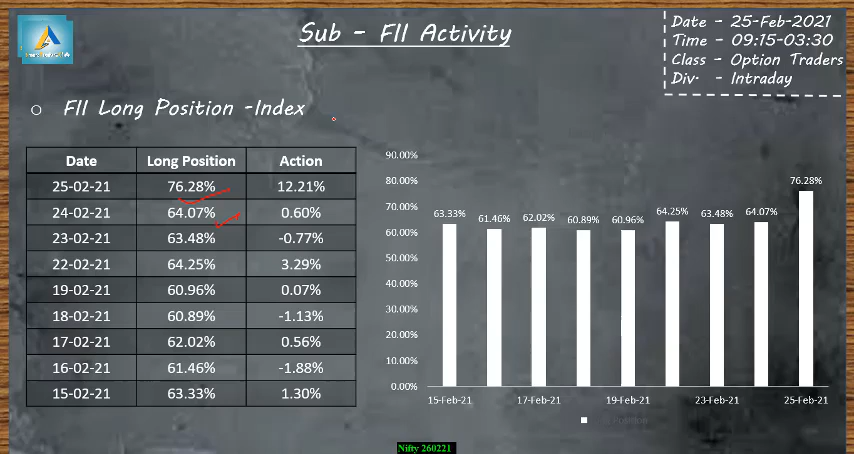 Sub - FII Activity
Date - 25-Feb-2021
Time - 09:15-03:30
Class - Option Traders
Div. - Intraday
FII Long Position -Index
Date Long Position Action
25-02-21 76.28% 12.21%
24-02-21 64.07% 0.60%
23-02-21 63.48% -0.77%
22-02-21 64.25% 3.29%
19-02-21 60.96% 0.07%
18-02-21 60.89% -1.13%
17-02-21 62.02% 0.56%
16-02-21 61.46% -1.88%
15-02-21 63.33% 1.30%
90.00%
80.00%
70.00%
60.00%
50.00%
40.00%
30.00%
20.00%
10.00%
0.00%
63.33% 61.46% 62.02% 60.89% 60.96% 64.25% 63.48% 64.07% 76.28%
15-Feb-21 17-Feb-21 19-Feb-21 23-Feb-21 25-Feb-21
Position
Nifty 260221